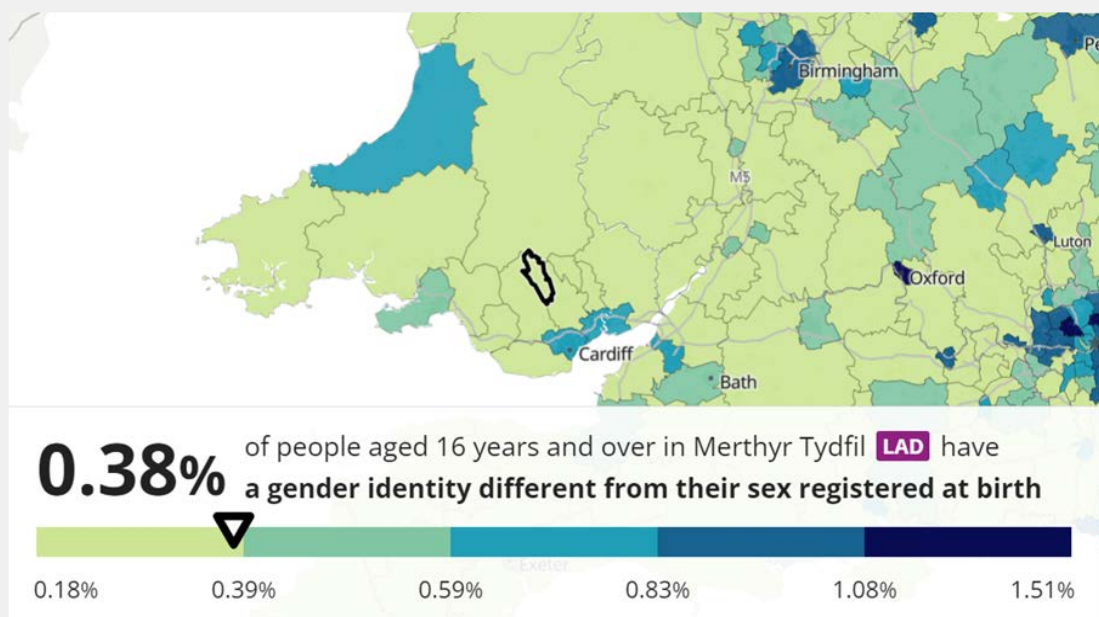 Pe
Birmingham
M5
Luton
Oxford
Cardiff
Bath
0.38%
of people aged 16 years and over in Merthyr Tydfil LAD have
a gender identity different from their sex registered at birth
Exeter
0.18% 0.39% 0.59% 0.83% 1.08% 1.51%